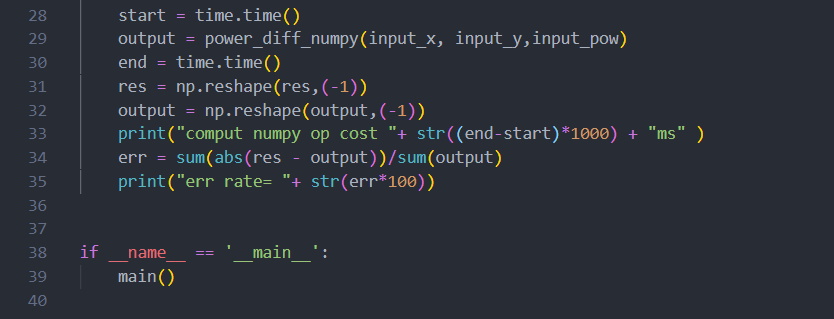 28 start = time.time()
29 output = power_diff_numpy(input_x, input_y,input_pow)
30 end = time.time()
31 res = np.reshape(res,(-1))
32 output = np.reshape(output,(-1))
33 print("comput numpy op cost "+ str((end-start)*1000) + "ms" )
34 err = sum(abs(res - output))/sum(output)
35 print("err rate= "+ str(err*100))
36
37
38 if __name__ == '__main__':
39 main()
40